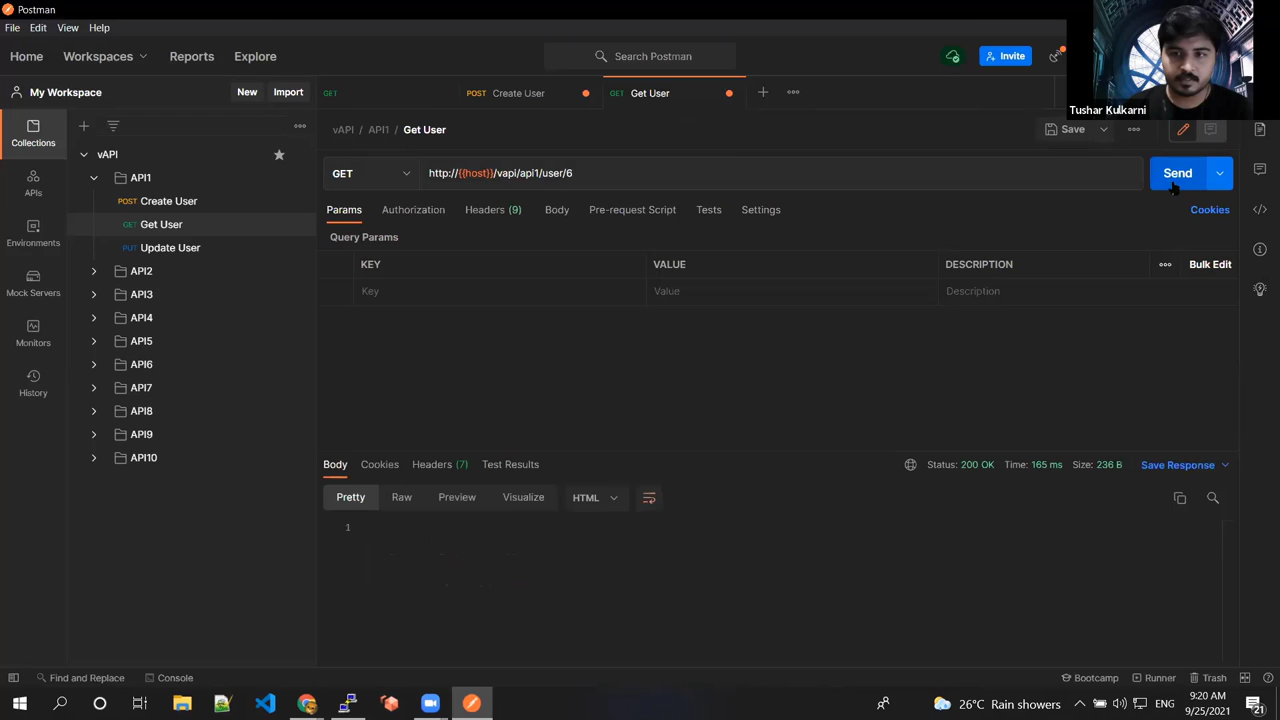 Postman
File Edit View Help
Home Workspaces Reports Explore
Search Postman
Invite
Tushar Kulkarni
My Workspace
New Import
GET
POST Create User
GET Get User
vAPI / API1 / Get User
Save
Collections
APIs
Environments
Mock Servers
Monitors
History
vAPI
API1
POST Create User
GET Get User
PUT Update User
API2
API3
API4
API5
API6
API7
API8
API9
API10
GET
http://{{host}}/vapi/api1/user/6
Send
Params Authorization Headers (9) Body Pre-request Script Tests Settings
Cookies
Query Params
KEY VALUE DESCRIPTION
Bulk Edit
Key Value Description
Body Cookies Headers (7) Test Results
Status: 200 OK Time: 165 ms Size: 236 B
Save Response
Pretty Raw Preview Visualize HTML
1
Find and Replace Console
Bootcamp Runner Trash
26°C Rain showers
ENG
9:20 AM
9/25/2021
21